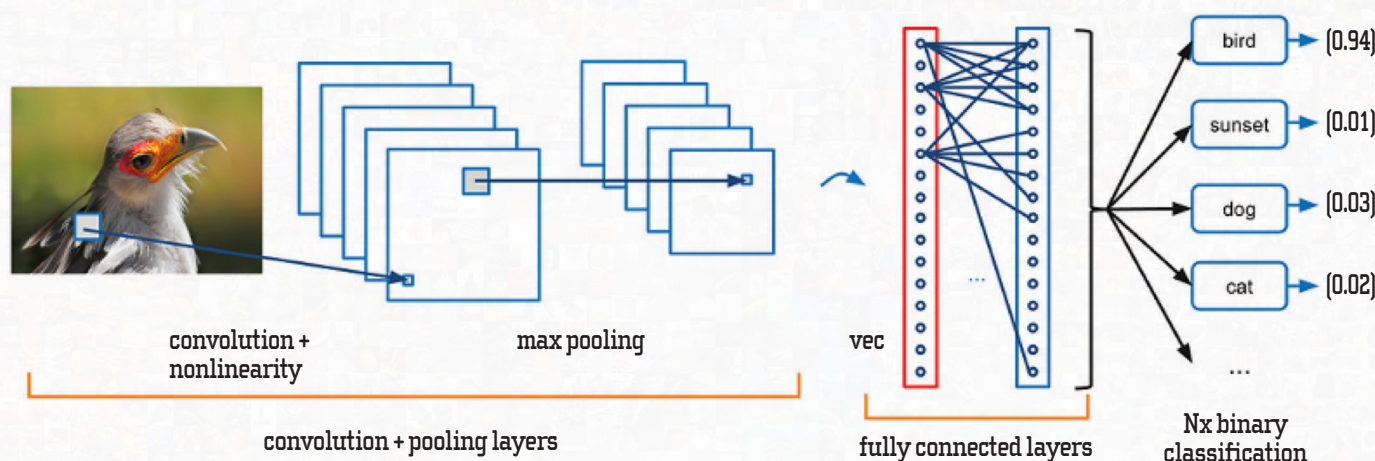 bird
(0.94)
sunset
(0.01)
dog
(0.03)
cat
(0.02)
...
...
convolution +
nonlinearity
max pooling
vec
convolution + pooling layers
fully connected layers
Nx binary
classification